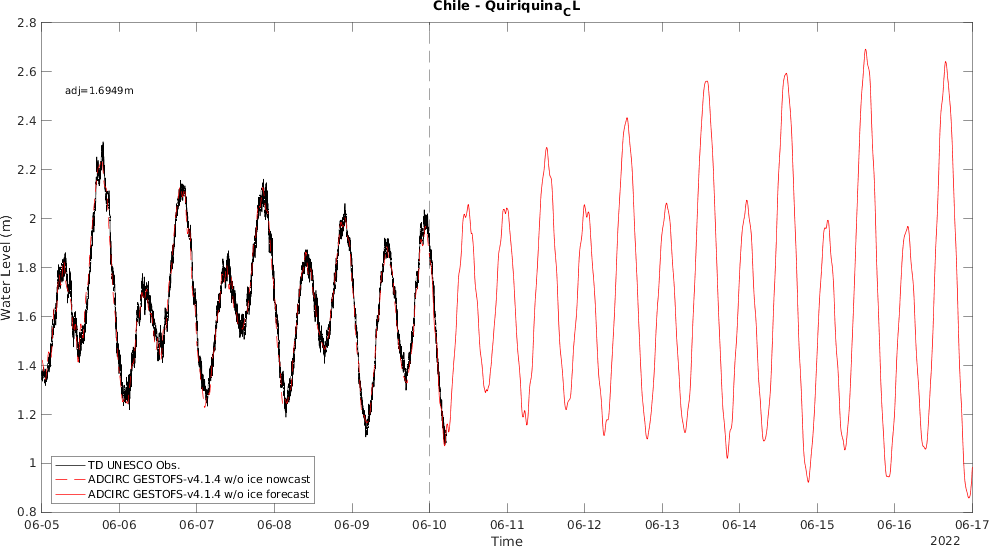 Chile - Quiriquina_CL
2.8
2.6
2.4
2.2
2
1.8
1.6
1.4
1.2
1
0.8
Water Level (m)
adj=1.6949m
TD UNESCO Obs.
ADCIRC GESTOFS-v4.1.4 w/o ice nowcast
ADCIRC GESTOFS-v4.1.4 w/o ice forecast
06-05 06-06 06-07 06-08 06-09 06-10 06-11 06-12 06-13 06-14 06-15 06-16 06-17
Time
2022